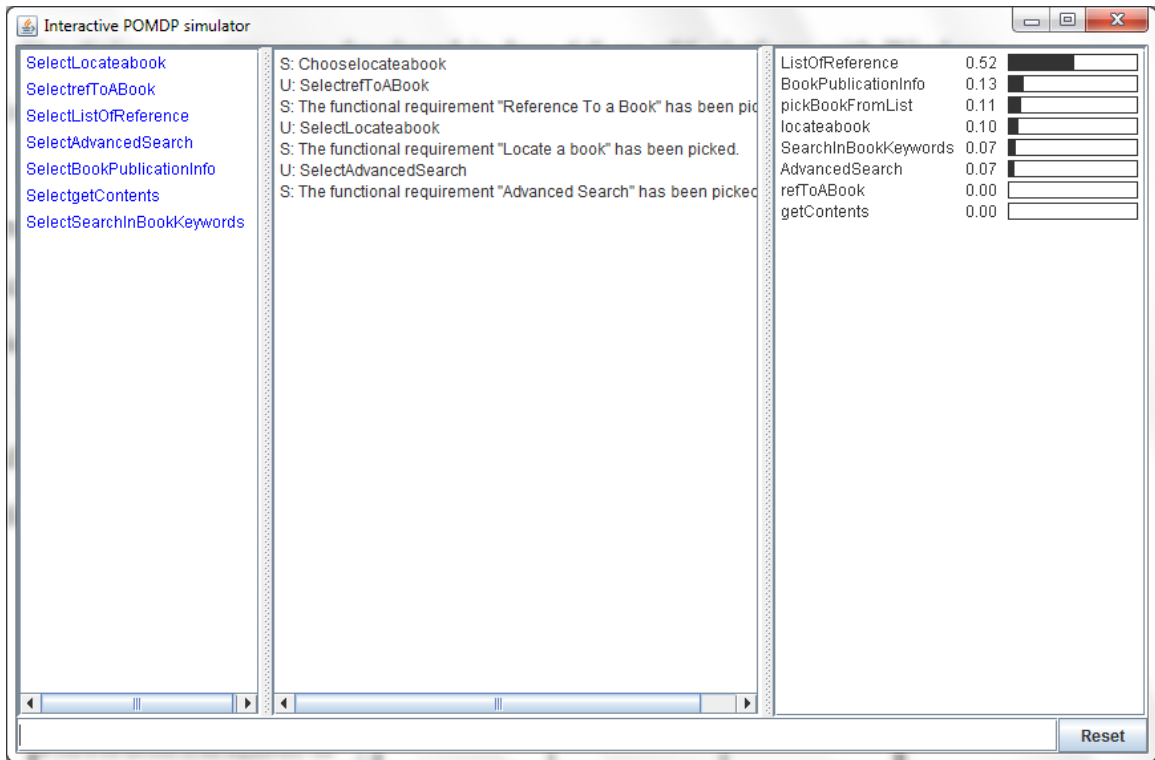 Interactive POMDP simulator
SelectLocateabook
SelectrefToABook
SelectListOfReference
SelectAdvancedSearch
SelectBookPublicationInfo
SelectgetContents
SelectSearchInBookKeywords
S: Chooselocateabook
U: SelectrefToABook
S: The functional requirement "Reference To a Book" has been pic
U: SelectLocateabook
S: The functional requirement "Locate a book" has been picked.
U: SelectAdvancedSearch
S: The functional requirement "Advanced Search" has been picked
ListOfReference 0.52
BookPublicationInfo 0.13
pickBookFromList 0.11
locateabook 0.10
SearchInBookKeywords 0.07
AdvancedSearch 0.07
refToABook 0.00
getContents 0.00
Reset